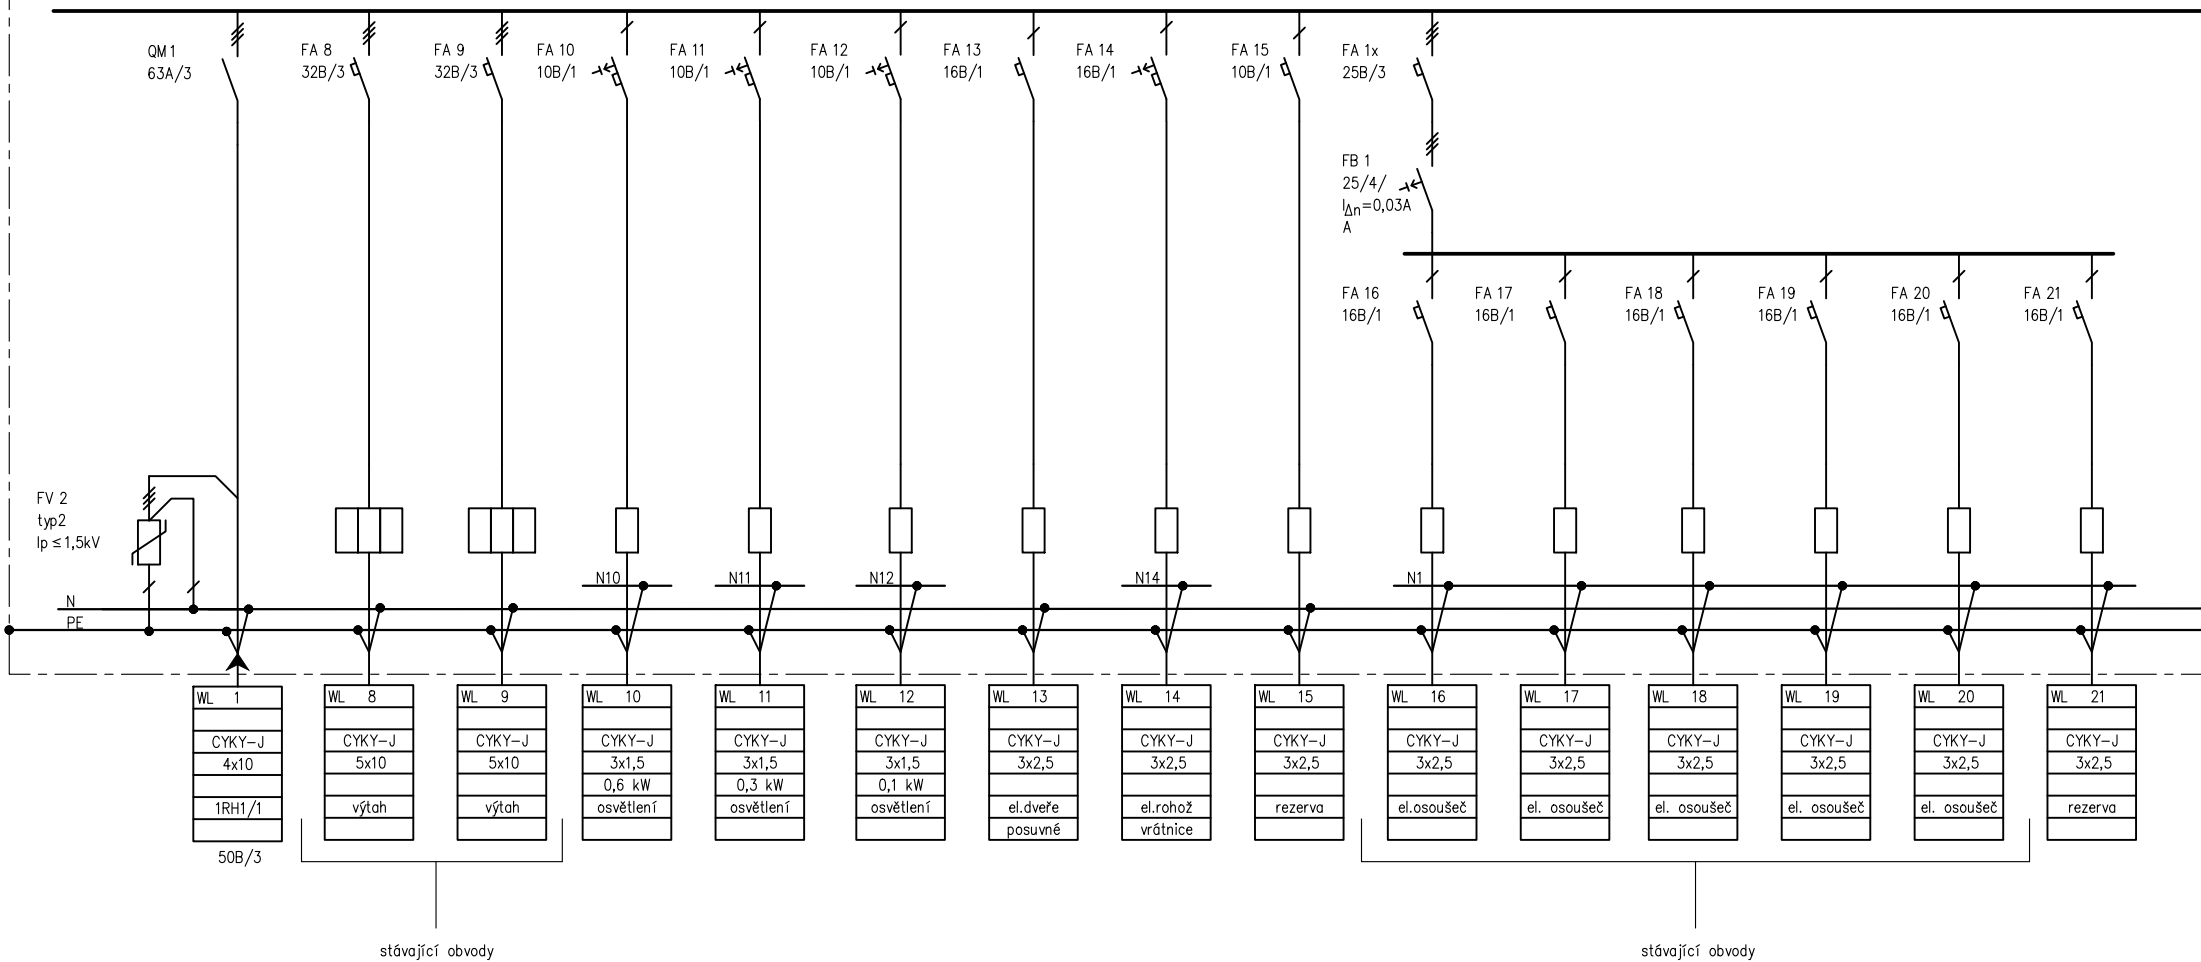 QM 1
63A/3
FA 8
32B/3
FA 9
32B/3
FA 10
10B/1
FA 11
10B/1
FA 12
10B/1
FA 13
16B/1
FA 14
16B/1
FA 15
10B/1
FA 1x
25B/3
FB 1
25/4/
I∆n=0,03A
A
FA 16
16B/1
FA 17
16B/1
FA 18
16B/1
FA 19
16B/1
FA 20
16B/1
FA 21
16B/1
FV 2
typ2
Ip ≤ 1,5kV
N10
N11
N12
N14
N1
N
PE
WL 1
CYKY-J
4x10
1RH1/1
50B/3
WL 8
CYKY-J
5x10
výtah
WL 9
CYKY-J
5x10
výtah
WL 10
CYKY-J
3x1,5
0,6 kW
osvětlení
WL 11
CYKY-J
3x1,5
0,3 kW
osvětlení
WL 12
CYKY-J
3x1,5
0,1 kW
osvětlení
WL 13
CYKY-J
3x2,5
el.dveře
posuvné
WL 14
CYKY-J
3x2,5
el.rohož
vrátnice
WL 15
CYKY-J
3x2,5
rezerva
WL 16
CYKY-J
3x2,5
el.osoušeč
WL 17
CYKY-J
3x2,5
el. osoušeč
WL 18
CYKY-J
3x2,5
el. osoušeč
WL 19
CYKY-J
3x2,5
el. osoušeč
WL 20
CYKY-J
3x2,5
el. osoušeč
WL 21
CYKY-J
3x2,5
rezerva
stávající obvody
stávající obvody